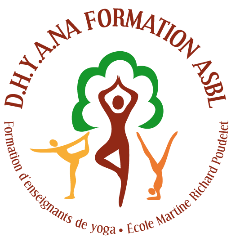 D.H.Y.A.NA FORMATION ASBL
Formation d'enseignants de yoga • École Martine Richard Poudelet